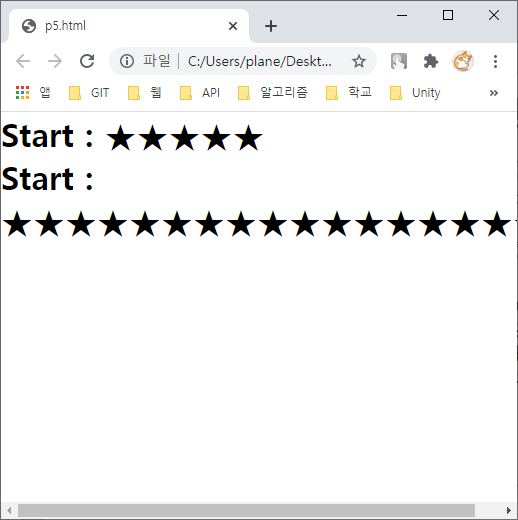 p5.html
파일 C:/Users/plane/Deskt...
앱 GIT 웹 API 알고리즘 학교 Unity
Start : ★★★★★
Start :
★★★★★★★★★★★★★★★★